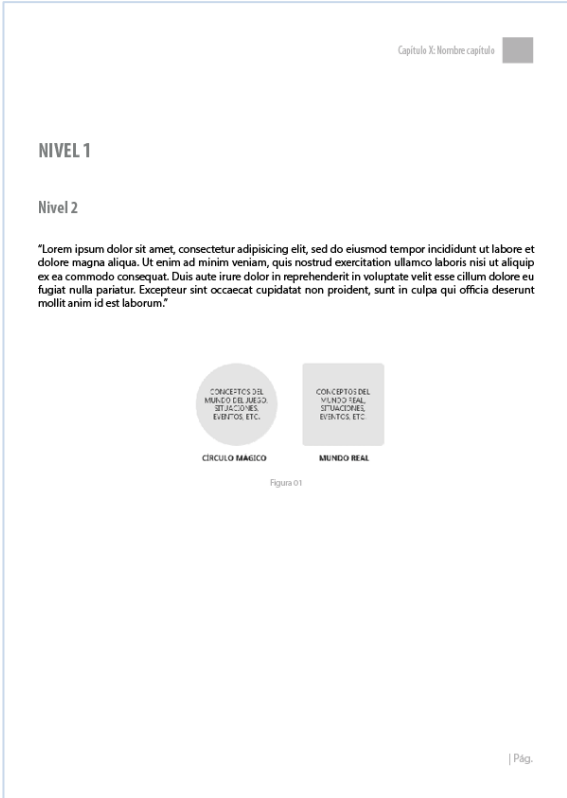 Capítulo X: Nombre capítulo
NIVEL 1
Nivel 2
“Lorem ipsum dolor sit amet, consectetur adipisicing elit, sed do eiusmod tempor incididunt ut labore et
dolore magna aliqua. Ut enim ad minim veniam, quis nostrud exercitation ullamco laboris nisi ut aliquip
ex ea commodo consequat. Duis aute irure dolor in reprehenderit in voluptate velit esse cillum dolore eu
fugiat nulla pariatur. Excepteur sint occaecat cupidatat non proident, sunt in culpa qui officia deserunt
mollit anim id est laborum.”
CONCEPTOS DEL
MUNDO DEL JUEGO,
SITUACIONES,
EVENTOS, ETC.
CÍRCULO MÁGICO
CONCEPTOS DEL
MUNDO REAL,
SITUACIONES,
EVENTOS, ETC.
MUNDO REAL
Figura 01
| Pág.